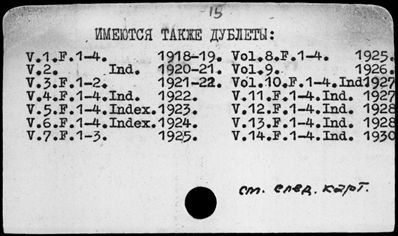 15
ИМЕЮТСЯ ТАКЖЕ ДУБЛЕТЫ:
V.1.F.1-4. 1918-19. Vol.8.F.1-4. 1925.
V.2. Ind. 1920-21. Vol.9. 1926.
V.3.F.1-2. 1921-22. Vol.10.F.1-4.Ind 1927
V.4.F.1-4.Ind. 1922. V.11.F.1-4.Ind. 1927
V.5.F.1-4.Index.1923. V.12.F.1-4.Ind. 1928
V.6.F.1-4.Index.1924. V.13.F.1-4.Ind. 1928
V.7.F.1-3. 1925. V.14.F.1-4.Ind. 1930
см. след. карт.